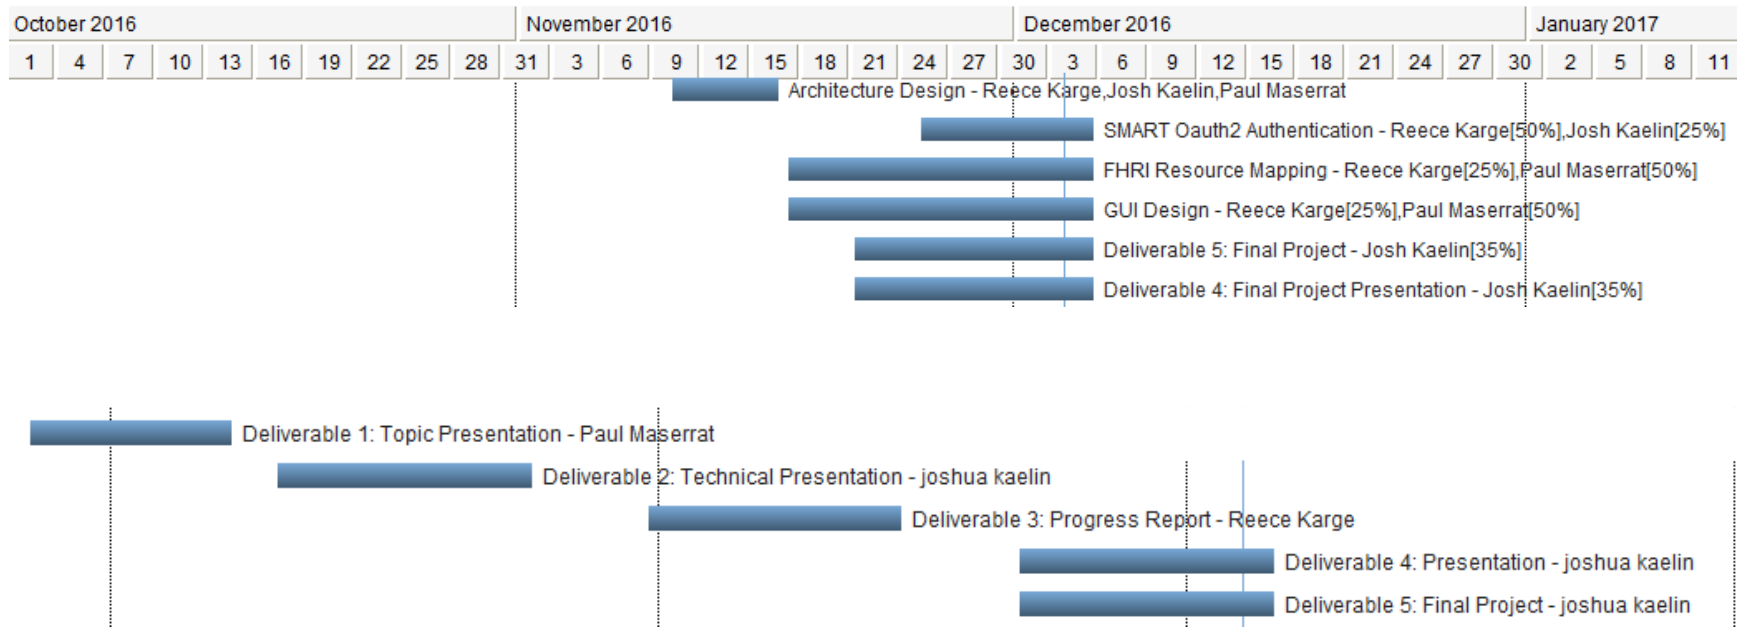 October 2016 November 2016 December 2016 January 2017
1 4 7 10 13 16 19 22 25 28 31 3 6 9 12 15 18 21 24 27 30 3 6 9 12 15 18 21 24 27 30 2 5 8 11
Architecture Design - Reece Karge,Josh Kaelin,Paul Maserrat
SMART Oauth2 Authentication - Reece Karge[50%],Josh Kaelin[25%]
FHRI Resource Mapping - Reece Karge[25%],Paul Maserrat[50%]
GUI Design - Reece Karge[25%],Paul Maserrat[50%]
Deliverable 5: Final Project - Josh Kaelin[35%]
Deliverable 4: Final Project Presentation - Josh Kaelin[35%]
Deliverable 1: Topic Presentation - Paul Maserrat
Deliverable 2: Technical Presentation - joshua kaelin
Deliverable 3: Progress Report - Reece Karge
Deliverable 4: Presentation - joshua kaelin
Deliverable 5: Final Project - joshua kaelin